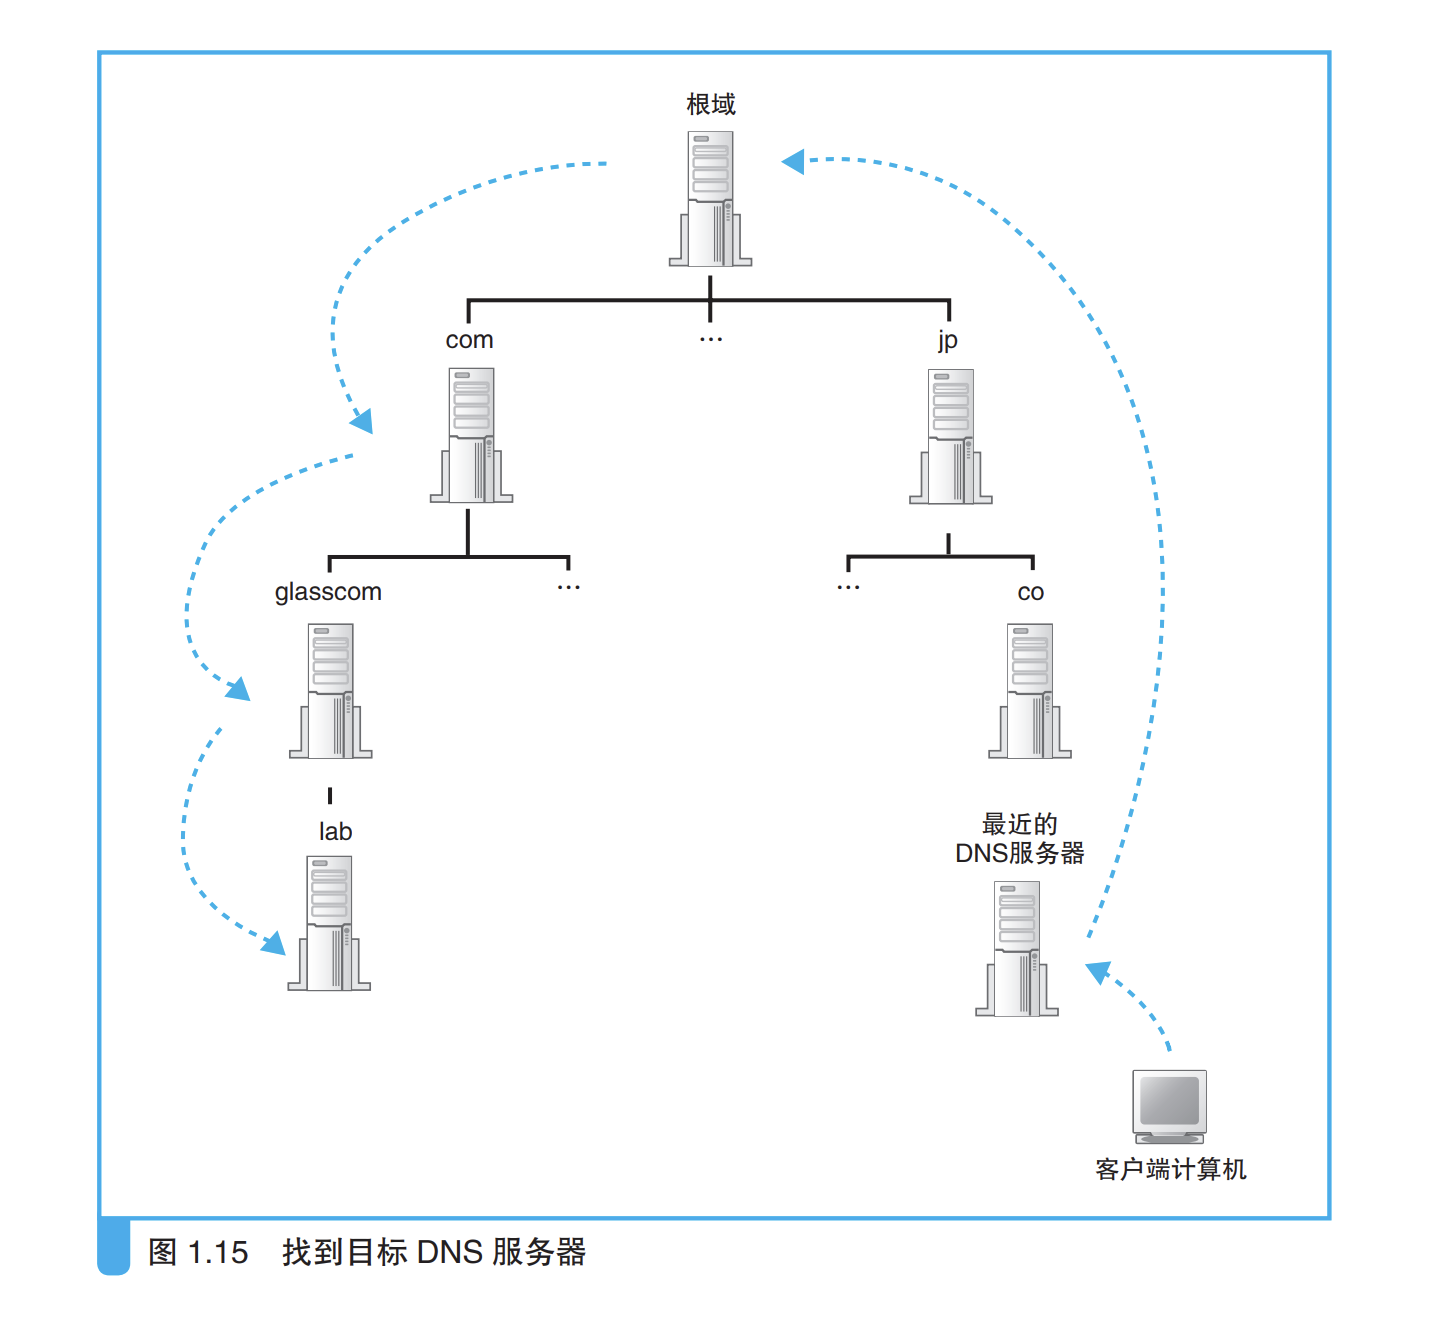 根域
com
…
jp
glasscom
…
…
co
lab
最近的
DNS服务器
客户端计算机
图 1.15 找到目标 DNS 服务器